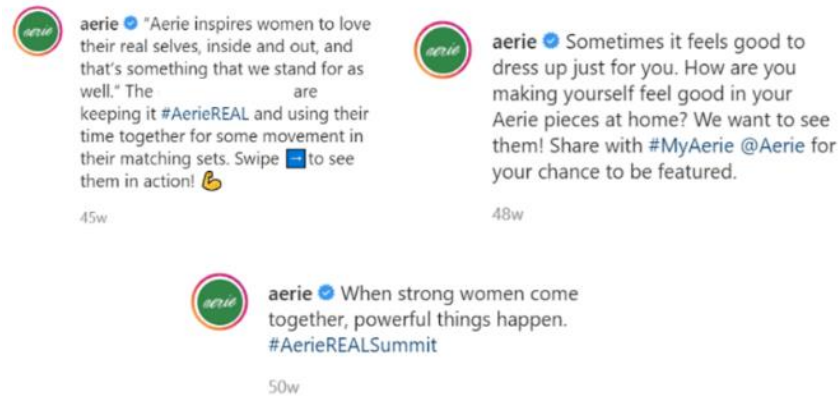 aerie
aerie "Aerie inspires women to love
their real selves, inside and out, and
that's something that we stand for as
well." The are
keeping it #AerieREAL and using their
time together for some movement in
their matching sets. Swipe ➡️ to see
them in action! 💪
45w
aerie
aerie Sometimes it feels good to
dress up just for you. How are you
making yourself feel good in your
Aerie pieces at home? We want to see
them! Share with #MyAerie @Aerie for
your chance to be featured.
48w
aerie
aerie When strong women come
together, powerful things happen.
#AerieREALSummit
50w